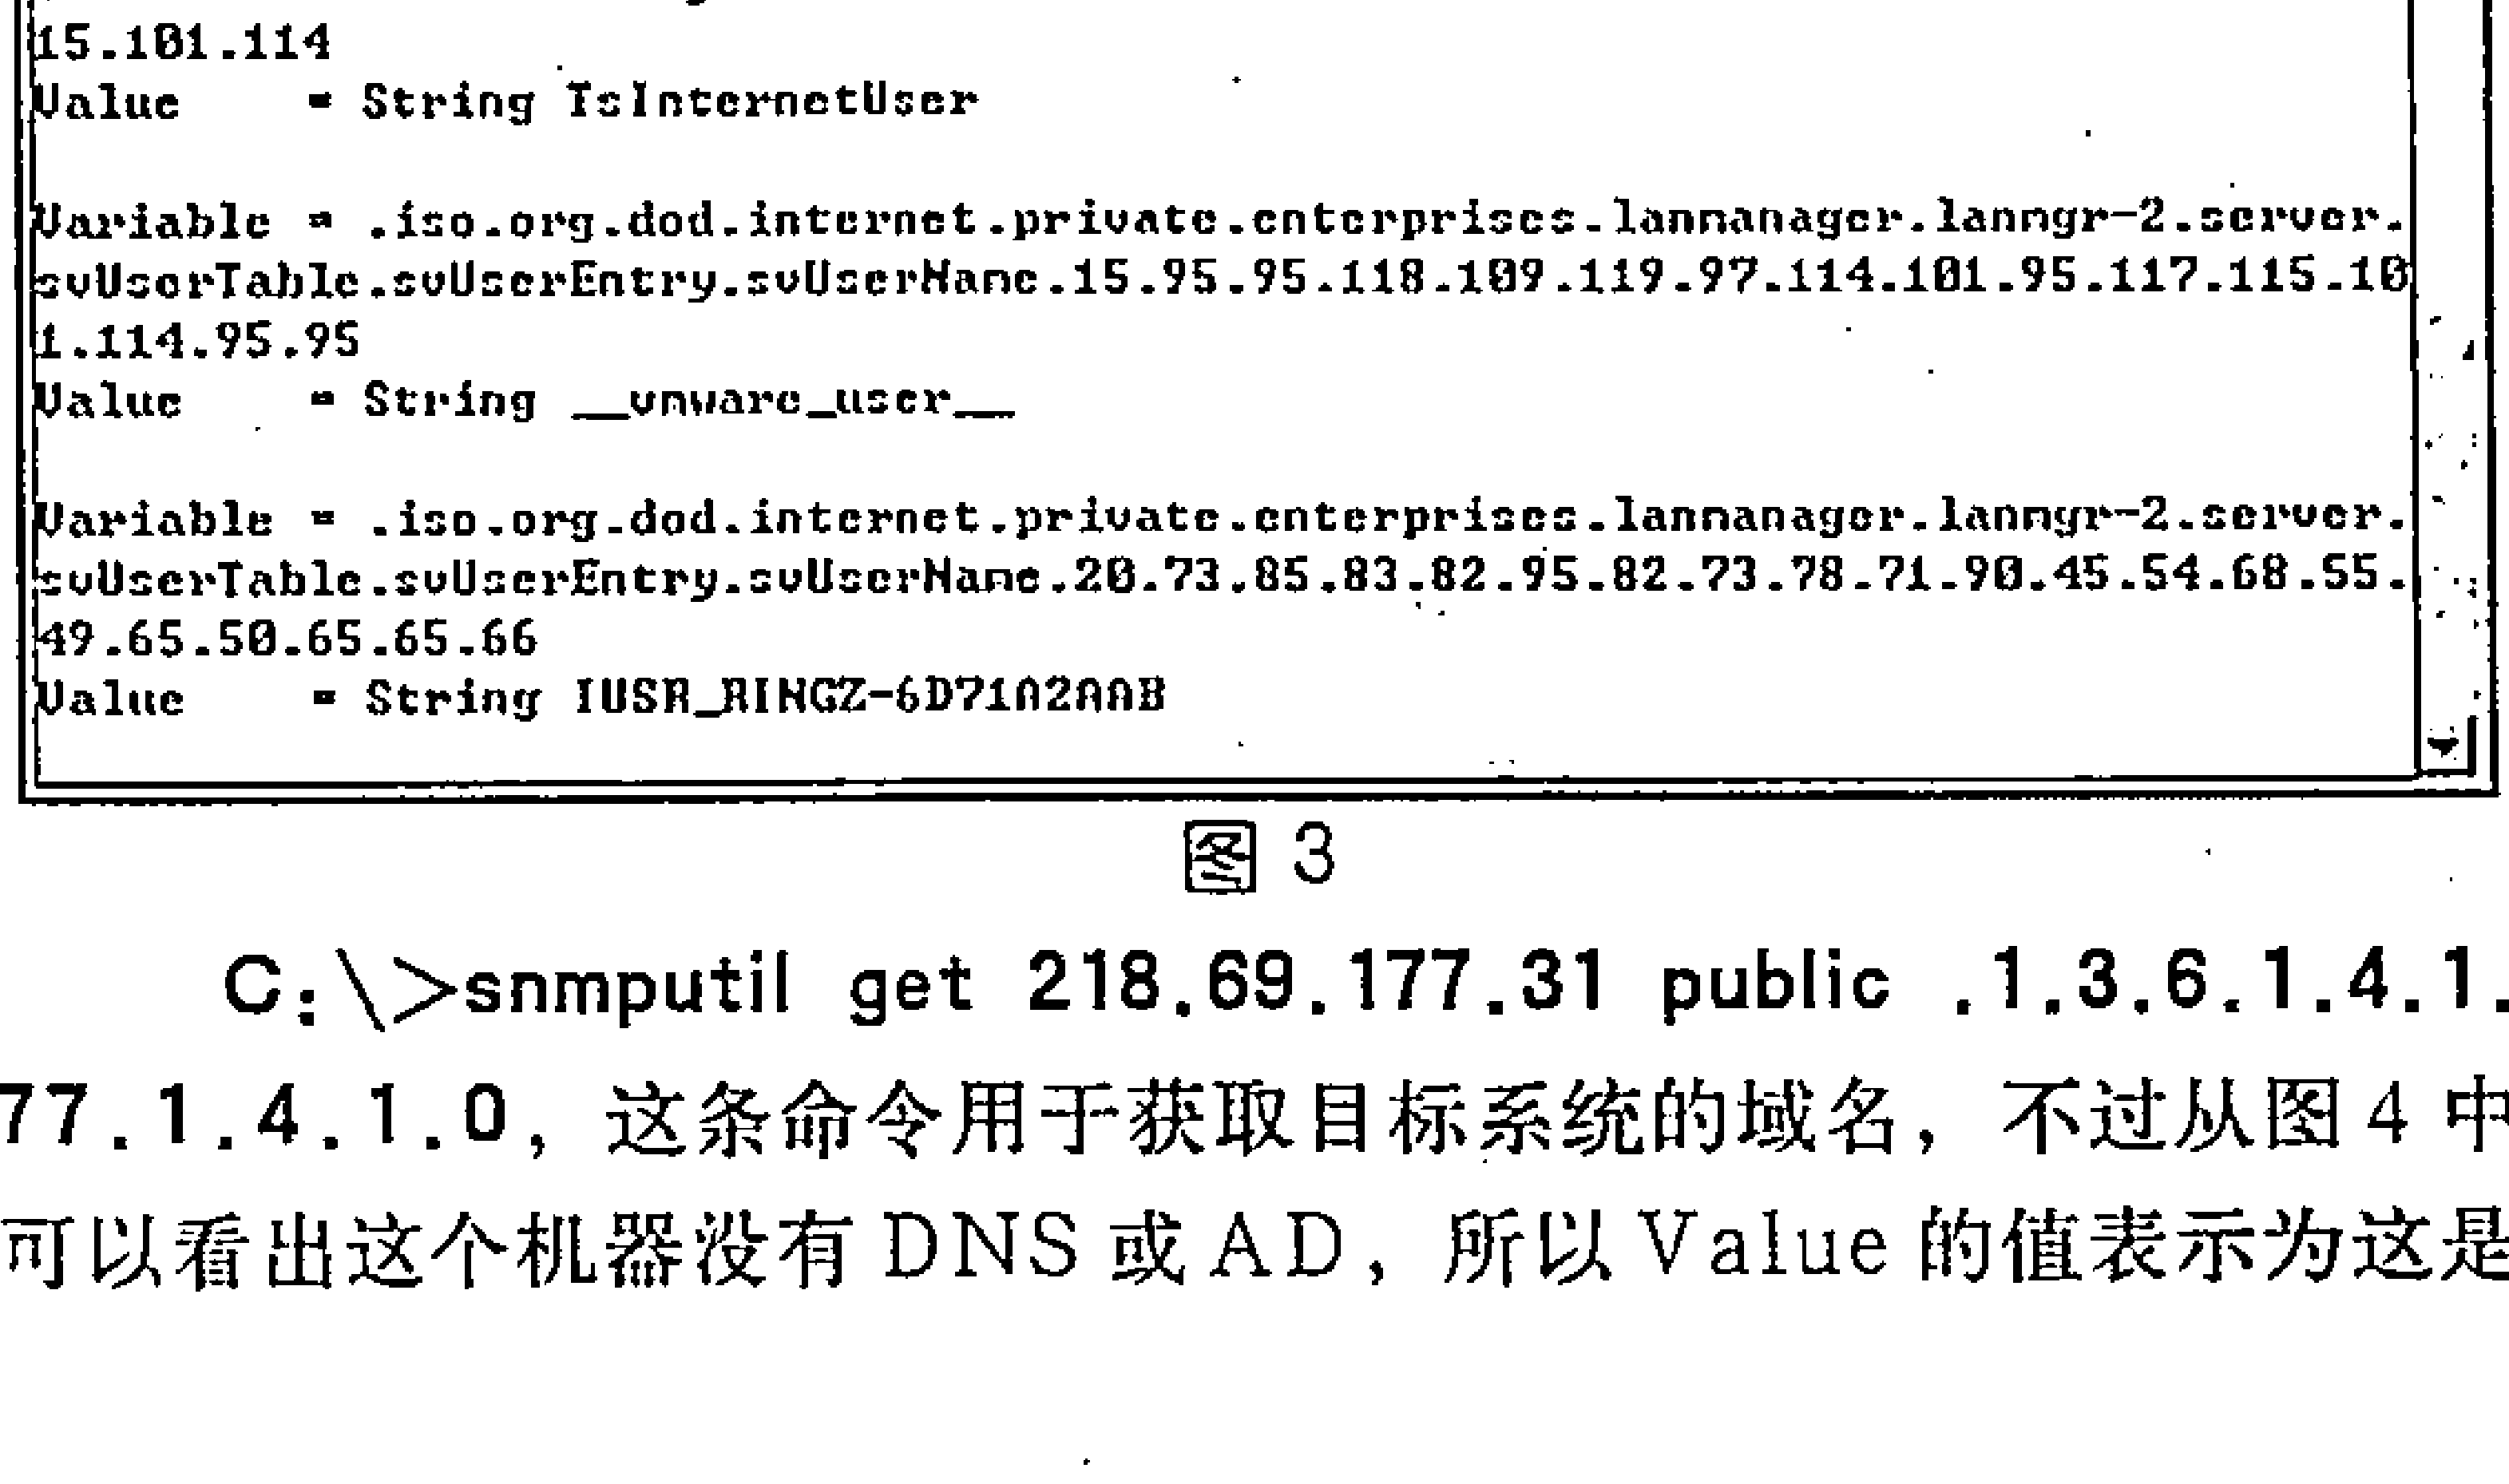 15.101.114
Value    = String TsInternetUser
Variable = .iso.org.dod.internet.private.enterprises.lanmanager.lanmgr-2.server.
svUserTable.svUserEntry.svUserName.15.95.95.118.109.119.97.114.101.95.117.115.10
1.114.95.95
Value    = String __vmware_user__
Variable = .iso.org.dod.internet.private.enterprises.lanmanager.lanmgr-2.server.
svUserTable.svUserEntry.svUserName.20.73.85.83.82.95.82.73.78.71.90.45.54.68.55.
49.65.50.65.65.66
Value    = String IUSR_RINGZ-6D71A2AAB
图 3
C:\>snmputil get 218.69.177.31 public .1.3.6.1.4.1.
77.1.4.1.0，这条命令用于获取目标系统的域名，不过从图 4 中
可以看出这个机器没有 DNS 或 AD，所以 Value 的值表示为这是